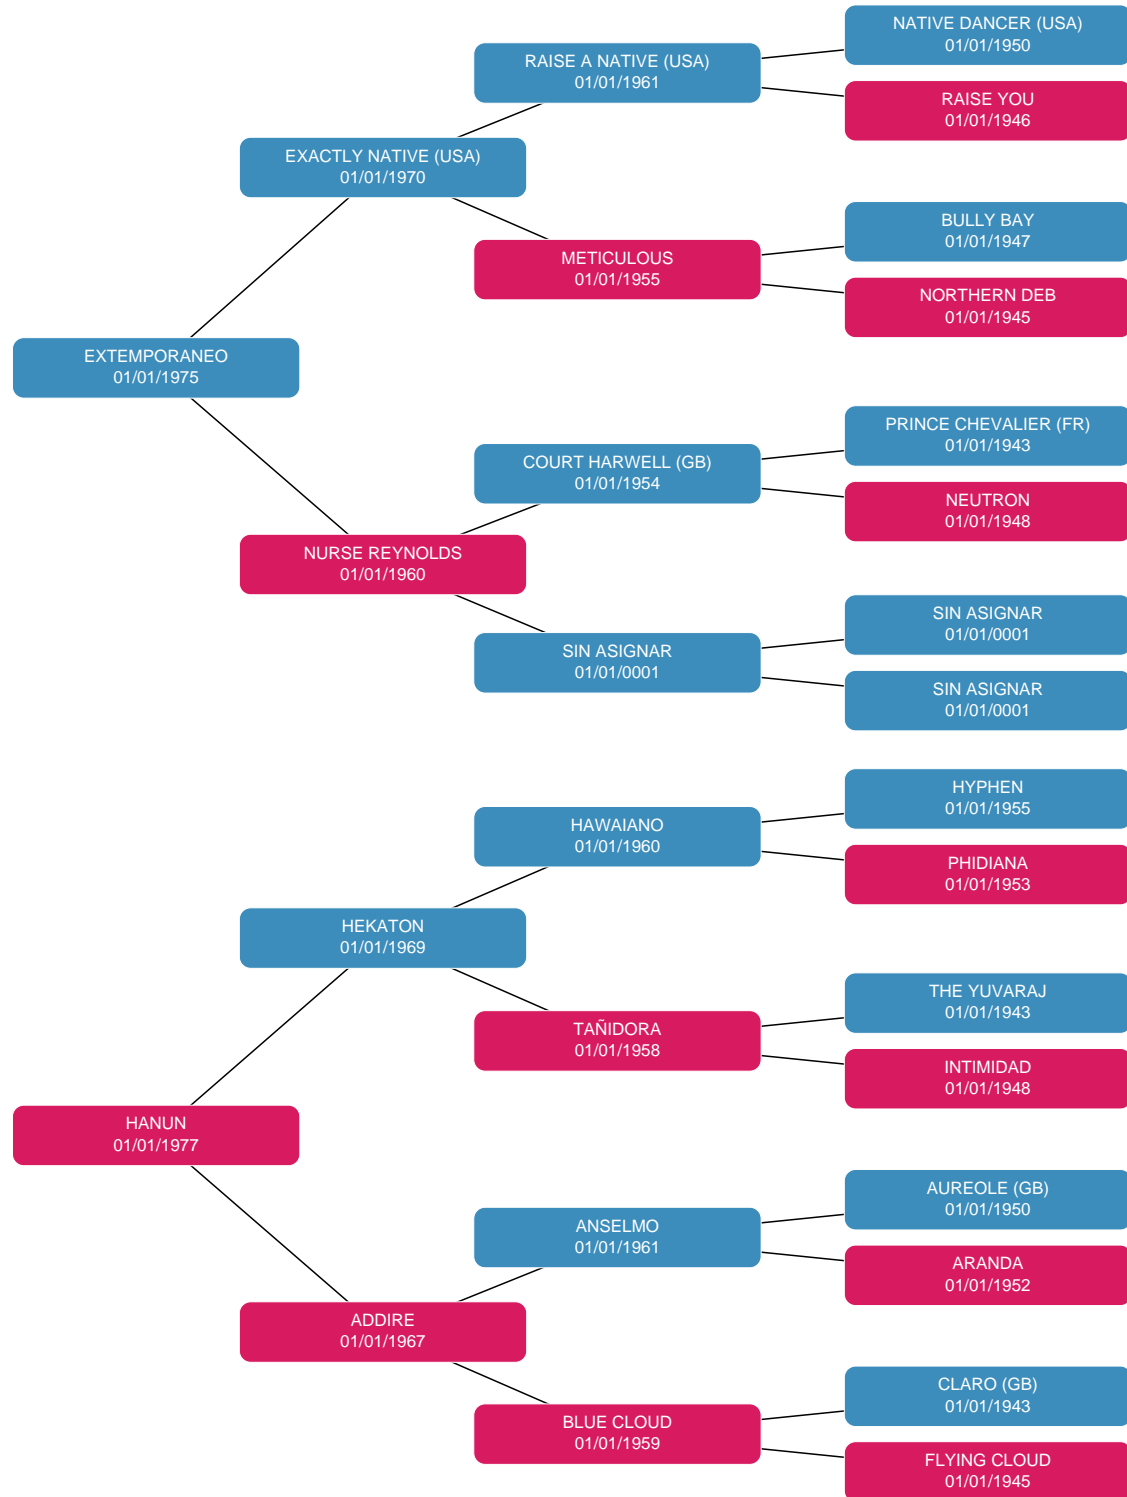 NATIVE DANCER (USA)
01/01/1950
RAISE A NATIVE (USA)
01/01/1961
RAISE YOU
01/01/1946
EXACTLY NATIVE (USA)
01/01/1970
BULLY BAY
01/01/1947
METICULOUS
01/01/1955
NORTHERN DEB
01/01/1945
EXTEMPORANEO
01/01/1975
PRINCE CHEVALIER (FR)
01/01/1943
COURT HARWELL (GB)
01/01/1954
NEUTRON
01/01/1948
NURSE REYNOLDS
01/01/1960
SIN ASIGNAR
01/01/0001
SIN ASIGNAR
01/01/0001
SIN ASIGNAR
01/01/0001
HYPHEN
01/01/1955
HAWAIANO
01/01/1960
PHIDIANA
01/01/1953
HEKATON
01/01/1969
THE YUVARAJ
01/01/1943
TAÑIDORA
01/01/1958
INTIMIDAD
01/01/1948
HANUN
01/01/1977
AUREOLE (GB)
01/01/1950
ANSELMO
01/01/1961
ARANDA
01/01/1952
ADDIRE
01/01/1967
CLARO (GB)
01/01/1943
BLUE CLOUD
01/01/1959
FLYING CLOUD
01/01/1945